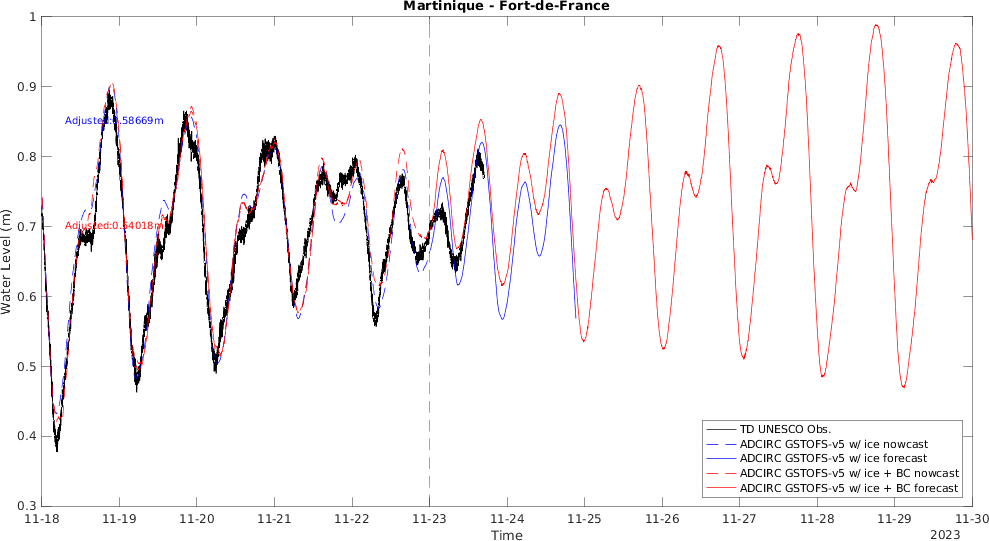 Martinique - Fort-de-France
1
0.9
0.8
0.7
0.6
0.5
0.4
0.3
Water Level (m)
Adjusted:0.58669m
Adjusted:0.54018m
TD UNESCO Obs.
ADCIRC GSTOFS-v5 w/ ice nowcast
ADCIRC GSTOFS-v5 w/ ice forecast
ADCIRC GSTOFS-v5 w/ ice + BC nowcast
ADCIRC GSTOFS-v5 w/ ice + BC forecast
11-18 11-19 11-20 11-21 11-22 11-23 11-24 11-25 11-26 11-27 11-28 11-29 11-30
Time
2023